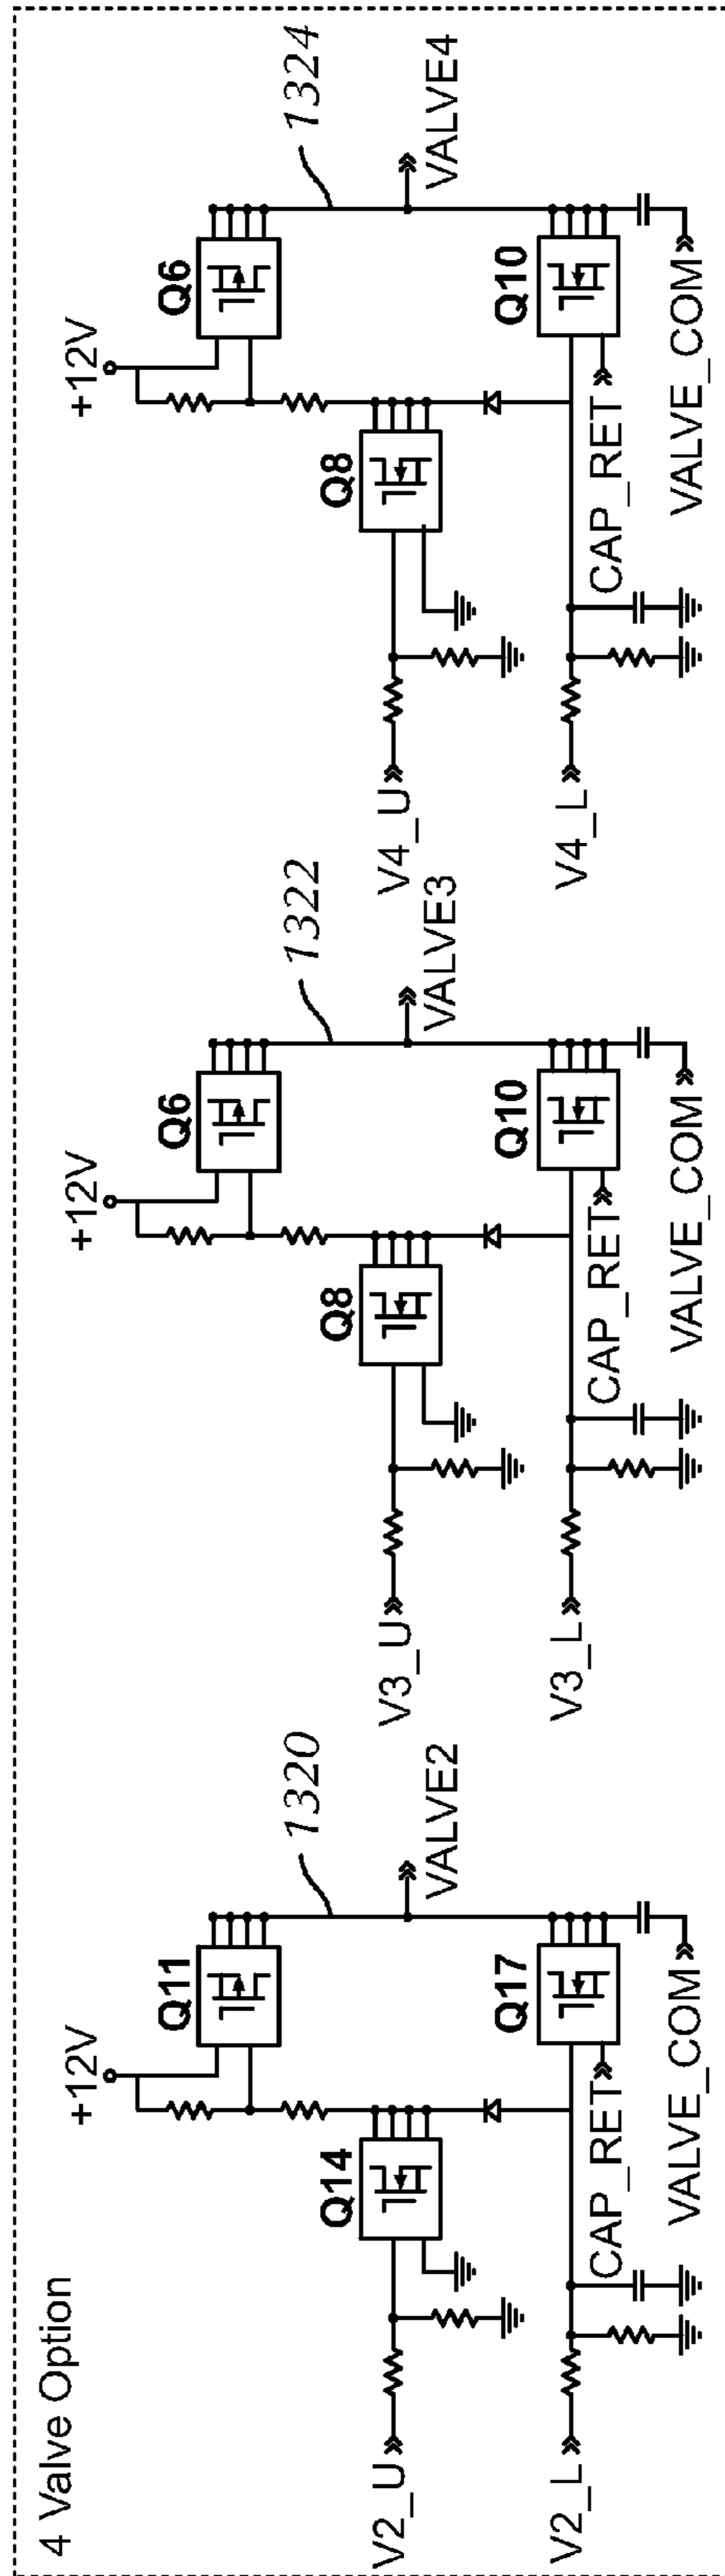 4 Valve Option
+12V
Q11
1320
Q14
VALVE2
V2_U
Q17
V2_L
CAP_RET
VALVE_COM
+12V
Q6
1322
Q8
VALVE3
V3_U
Q10
V3_L
CAP_RET
VALVE_COM
+12V
Q6
1324
Q8
VALVE4
V4_U
Q10
V4_L
CAP_RET
VALVE_COM